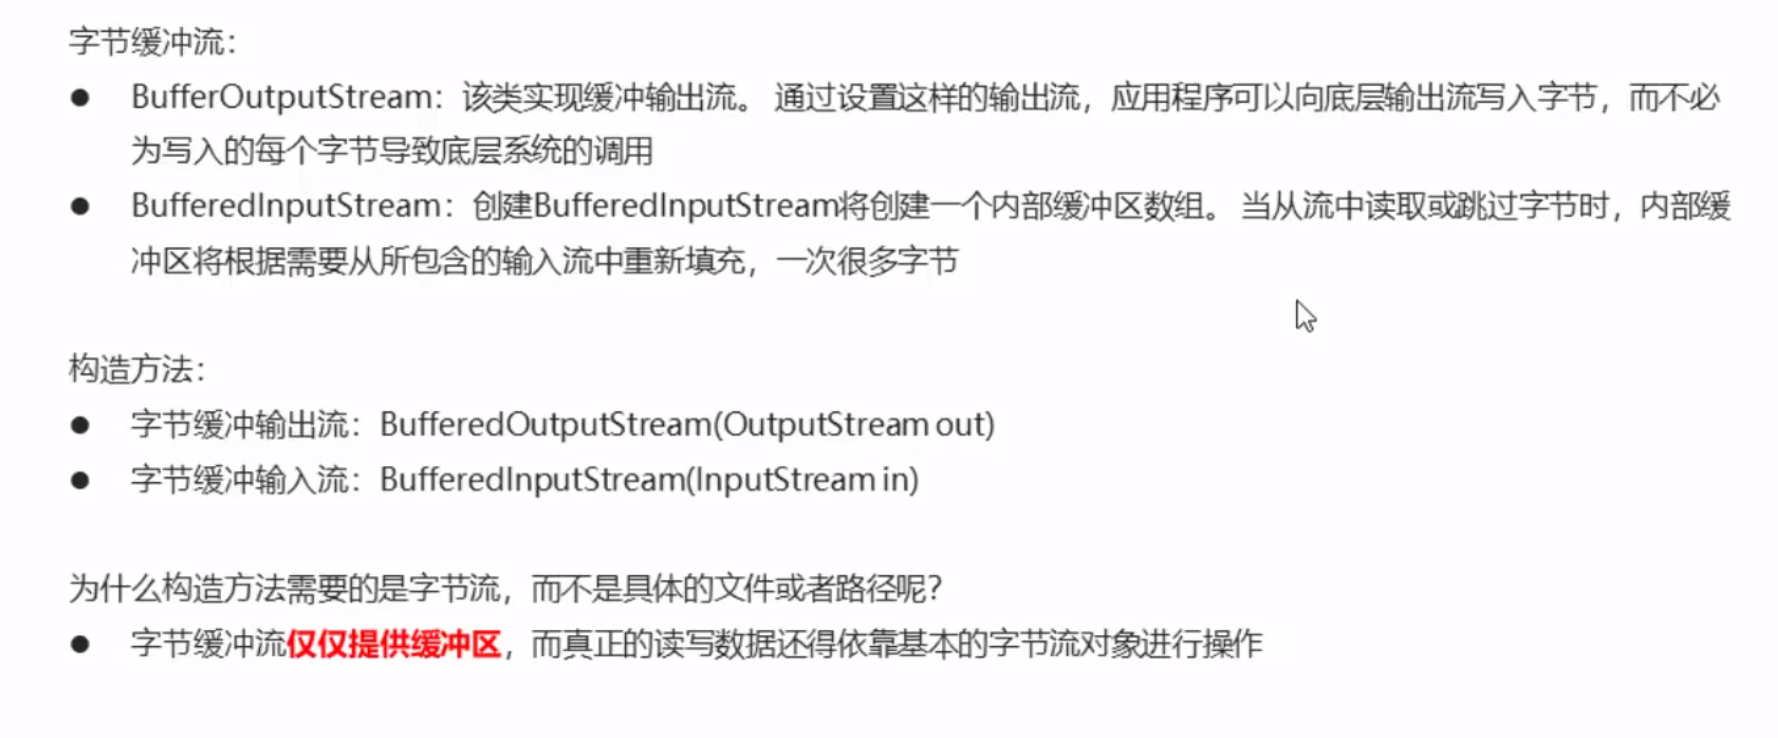 字节缓冲流：
● BufferOutputStream：该类实现缓冲输出流。 通过设置这样的输出流，应用程序可以向底层输出流写入字节，而不必
为写入的每个字节导致底层系统的调用
● BufferedInputStream：创建BufferedInputStream将创建一个内部缓冲区数组。 当从流中读取或跳过字节时，内部缓
冲区将根据需要从所包含的输入流中重新填充，一次很多字节
构造方法：
● 字节缓冲输出流：BufferedOutputStream(OutputStream out)
● 字节缓冲输入流：BufferedInputStream(InputStream in)
为什么构造方法需要的是字节流，而不是具体的文件或者路径呢？
● 字节缓冲流仅仅提供缓冲区，而真正的读写数据还得依靠基本的字节流对象进行操作